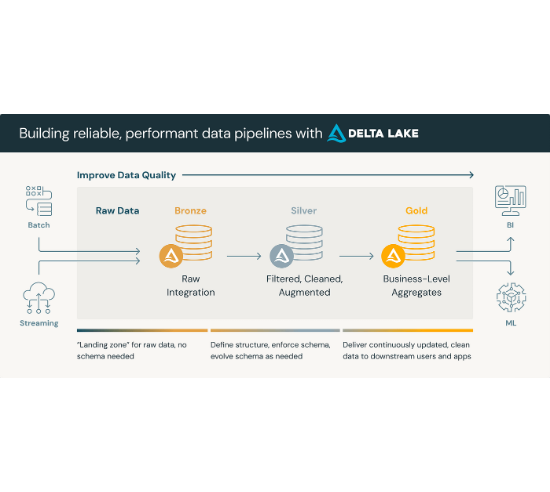 Building reliable, performant data pipelines with DELTA LAKE
Improve Data Quality
Raw Data
Bronze
Silver
Gold
Batch
BI
Raw
Integration
Filtered, Cleaned,
Augmented
Business-Level
Aggregates
Streaming
ML
"Landing zone" for raw data, no
schema needed
Define structure, enforce schema,
evolve schema as needed
Deliver continuously updated, clean
data to downstream users and apps